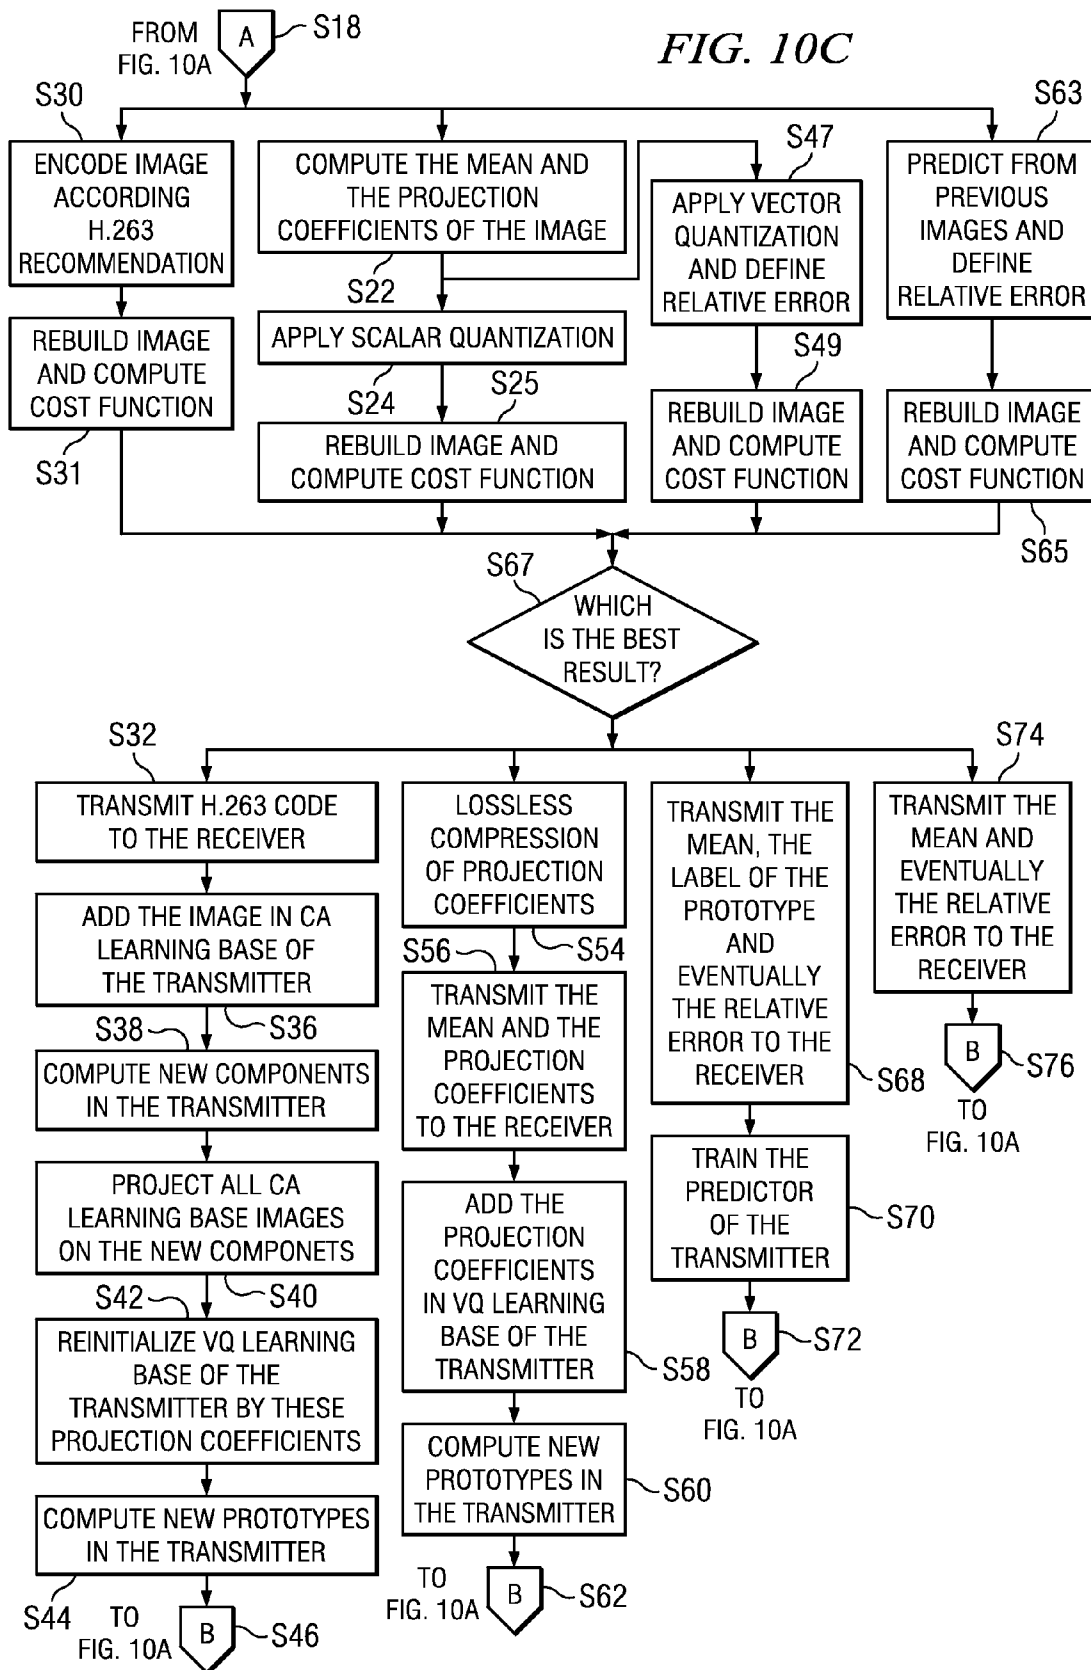 FROM
FIG. 10A
A
S18
FIG. 10C
S30
ENCODE IMAGE
ACCORDING
H.263
RECOMMENDATION
REBUILD IMAGE
AND COMPUTE
COST FUNCTION
S31
COMPUTE THE MEAN AND
THE PROJECTION
COEFFICIENTS OF THE IMAGE
S22
APPLY SCALAR QUANTIZATION
S24
S25
REBUILD IMAGE AND
COMPUTE COST FUNCTION
S47
APPLY VECTOR
QUANTIZATION
AND DEFINE
RELATIVE ERROR
S49
REBUILD IMAGE
AND COMPUTE
COST FUNCTION
S63
PREDICT FROM
PREVIOUS
IMAGES AND
DEFINE
RELATIVE ERROR
REBUILD IMAGE
AND COMPUTE
COST FUNCTION
S65
S67
WHICH
IS THE BEST
RESULT?
S32
TRANSMIT H.263 CODE
TO THE RECEIVER
ADD THE IMAGE IN CA
LEARNING BASE OF
THE TRANSMITTER
S36
S38
COMPUTE NEW COMPONENTS
IN THE TRANSMITTER
PROJECT ALL CA
LEARNING BASE IMAGES
ON THE NEW COMPONETS
S40
S42
REINITIALIZE VQ LEARNING
BASE OF THE
TRANSMITTER BY THESE
PROJECTION COEFFICIENTS
COMPUTE NEW PROTOTYPES
IN THE TRANSMITTER
S44
TO
FIG. 10A
B
S46
LOSSLESS
COMPRESSION
OF PROJECTION
COEFFICIENTS
S54
S56
TRANSMIT THE
MEAN AND THE
PROJECTION
COEFFICIENTS
TO THE RECEIVER
ADD THE
PROJECTION
COEFFICIENTS
IN VQ LEARNING
BASE OF THE
TRANSMITTER
S58
COMPUTE NEW
PROTOTYPES IN
THE TRANSMITTER
S60
TO
FIG. 10A
B
S62
TRANSMIT THE
MEAN, THE
LABEL OF THE
PROTOTYPE
AND
EVENTUALLY
THE RELATIVE
ERROR TO THE
RECEIVER
S68
TRAIN THE
PREDICTOR
OF THE
TRANSMITTER
S70
B
S72
TO
FIG. 10A
S74
TRANSMIT THE
MEAN AND
EVENTUALLY
THE RELATIVE
ERROR TO THE
RECEIVER
B
S76
TO
FIG. 10A